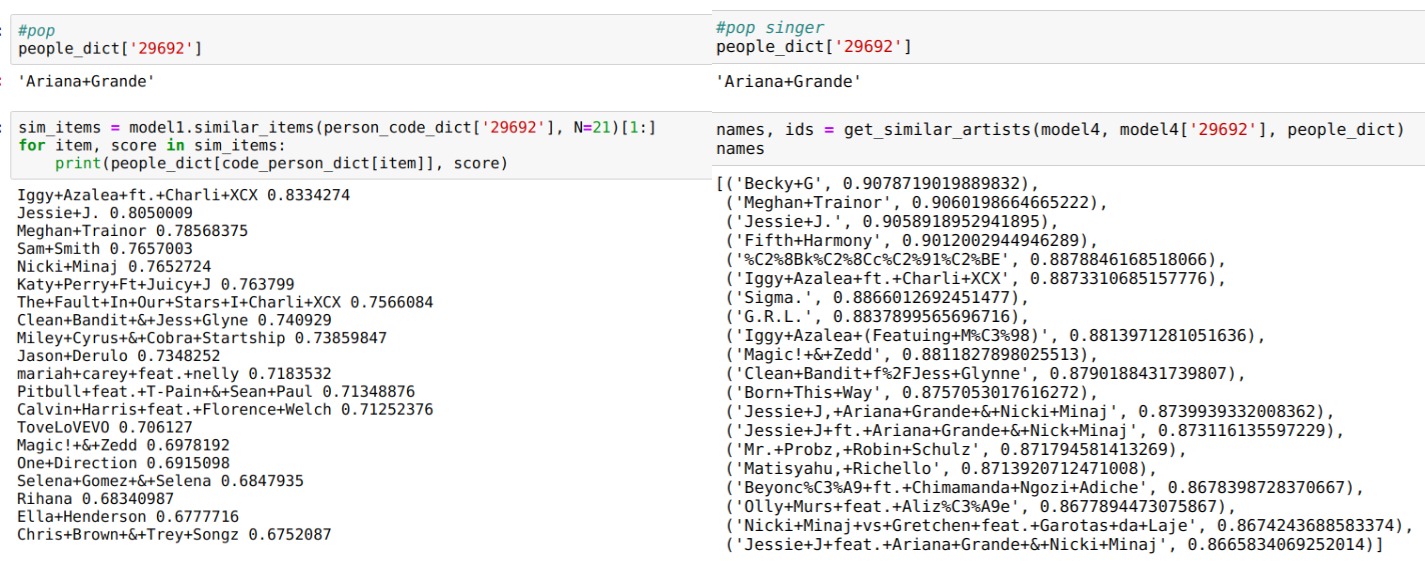 #pop
people_dict['29692']
'Ariana+Grande'
sim_items = model1.similar_items(person_code_dict['29692'], N=21)[1:]
for item, score in sim_items:
    print(people_dict[code_person_dict[item]], score)
Iggy+Azalea+ft.+Charli+XCX 0.8334274
Jessie+J. 0.8050009
Meghan+Trainor 0.78568375
Sam+Smith 0.7657003
Nicki+Minaj 0.7652724
Katy+Perry+Ft+Juicy+J 0.763799
The+Fault+In+Our+Stars+I+Charli+XCX 0.7566084
Clean+Bandit+&+Jess+Glyne 0.740929
Miley+Cyrus+&+Cobra+Starship 0.73859847
Jason+Derulo 0.7348252
mariah+carey+feat.+nelly 0.7183532
Pitbull+feat.+T-Pain+&+Sean+Paul 0.71348876
Calvin+Harris+feat.+Florence+Welch 0.71252376
ToveLoVEVO 0.706127
Magic!+&+Zedd 0.6978192
One+Direction 0.6915098
Selena+Gomez+&+Selena 0.6847935
Rihana 0.68340987
Ella+Henderson 0.6777716
Chris+Brown+&+Trey+Songz 0.6752087
#pop singer
people_dict['29692']
'Ariana+Grande'
names, ids = get_similar_artists(model4, model4['29692'], people_dict)
names
[('Becky+G', 0.9078719019889832),
('Meghan+Trainor', 0.9060198664665222),
('Jessie+J.', 0.9058918952941895),
('Fifth+Harmony', 0.9012002944946289),
('%C2%8Bk%C2%8Cc%C2%91%C2%BE', 0.8878846168518066),
('Iggy+Azalea+ft.+Charli+XCX', 0.8873310685157776),
('Sigma.', 0.8866012692451477),
('G.R.L.', 0.8837899565696716),
('Iggy+Azalea+(Featuing+M%C3%98)', 0.8813971281051636),
('Magic!+&+Zedd', 0.8811827898025513),
('Clean+Bandit+f%2FJess+Glynne', 0.8790188431739807),
('Born+This+Way', 0.8757053017616272),
('Jessie+J,+Ariana+Grande+&+Nicki+Minaj', 0.8739939332008362),
('Jessie+J+ft.+Ariana+Grande+&+Nick+Minaj', 0.873116135597229),
('Mr.+Probz,+Robin+Schulz', 0.871794581413269),
('Matisyahu,+Richello', 0.8713920712471008),
('Beyonc%C3%A9+ft.+Chimamanda+Ngozi+Adiche', 0.8678398728370667),
('Olly+Murs+feat.+Aliz%C3%A9e', 0.8677894473075867),
('Nicki+Minaj+vs+Gretchen+feat.+Garotas+da+Laje', 0.8674243688583374),
('Jessie+J+feat.+Ariana+Grande+&+Nicki+Minaj', 0.8665834069252014)]